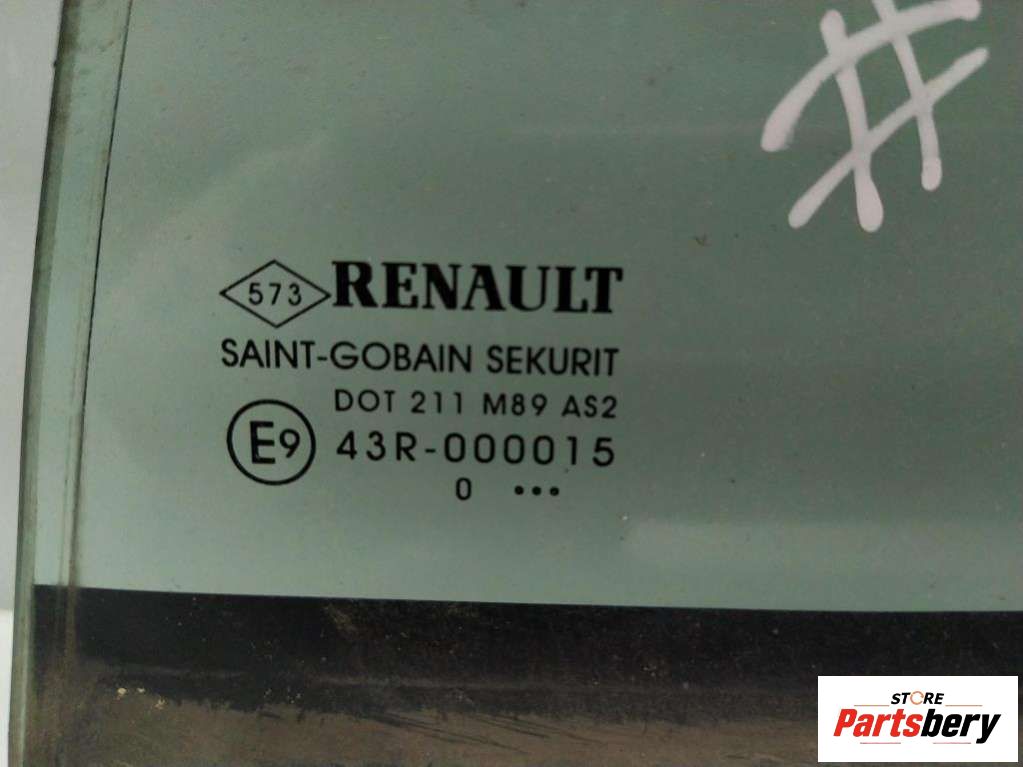 #
573 RENAULT
SAINT-GOBAIN SEKURIT
DOT 211 M89 AS2
E9 43R-000015
0 •••
STORE
Partsbery